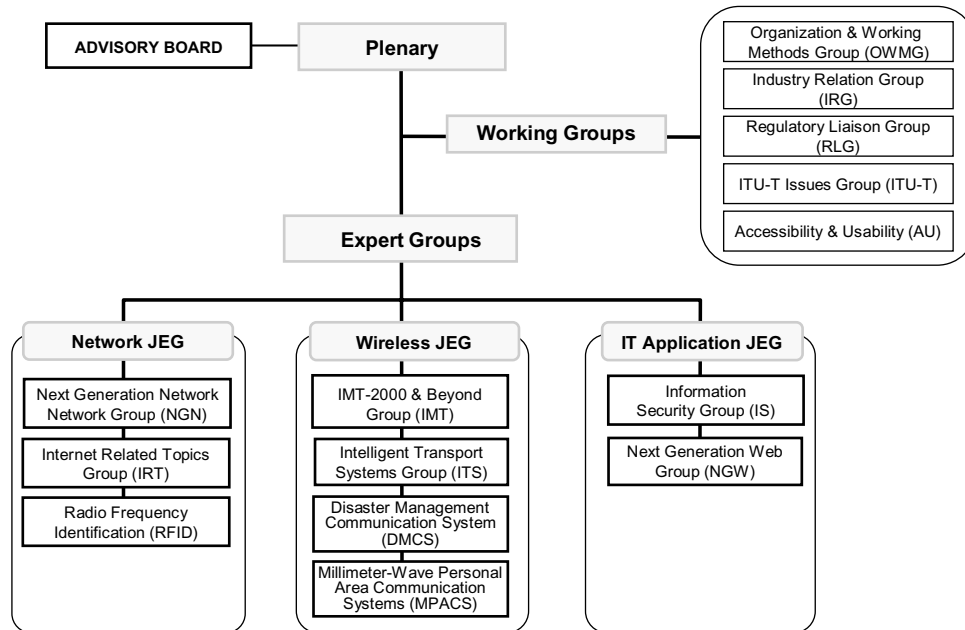 ADVISORY BOARD
Plenary
Organization & Working
Methods Group (OWMG)
Industry Relation Group
(IRG)
Working Groups
Regulatory Liaison Group
(RLG)
ITU-T Issues Group (ITU-T)
Accessibility & Usability (AU)
Expert Groups
Network JEG
Next Generation Network
Network Group (NGN)
Internet Related Topics
Group (IRT)
Radio Frequency
Identification (RFID)
Wireless JEG
IMT-2000 & Beyond
Group (IMT)
Intelligent Transport
Systems Group (ITS)
Disaster Management
Communication System
(DMCS)
Millimeter-Wave Personal
Area Communication
Systems (MPACS)
IT Application JEG
Information
Security Group (IS)
Next Generation Web
Group (NGW)